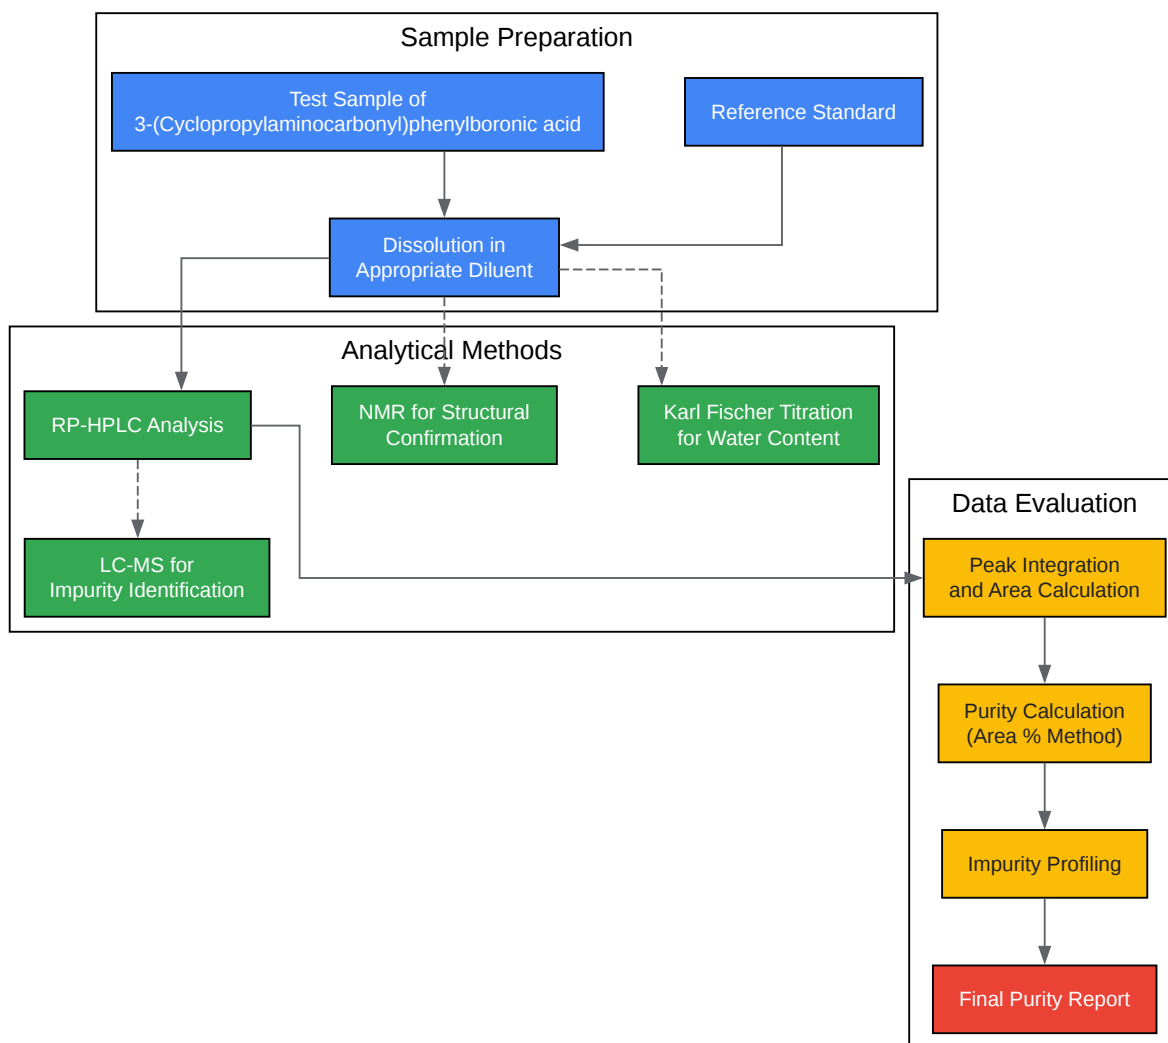 Sample Preparation
Test Sample of
3-(Cyclopropylaminocarbonyl)phenylboronic acid
Reference Standard
Dissolution in
Appropriate Diluent
Analytical Methods
RP-HPLC Analysis
NMR for Structural
Confirmation
Karl Fischer Titration
for Water Content
LC-MS for
Impurity Identification
Data Evaluation
Peak Integration
and Area Calculation
Purity Calculation
(Area % Method)
Impurity Profiling
Final Purity Report